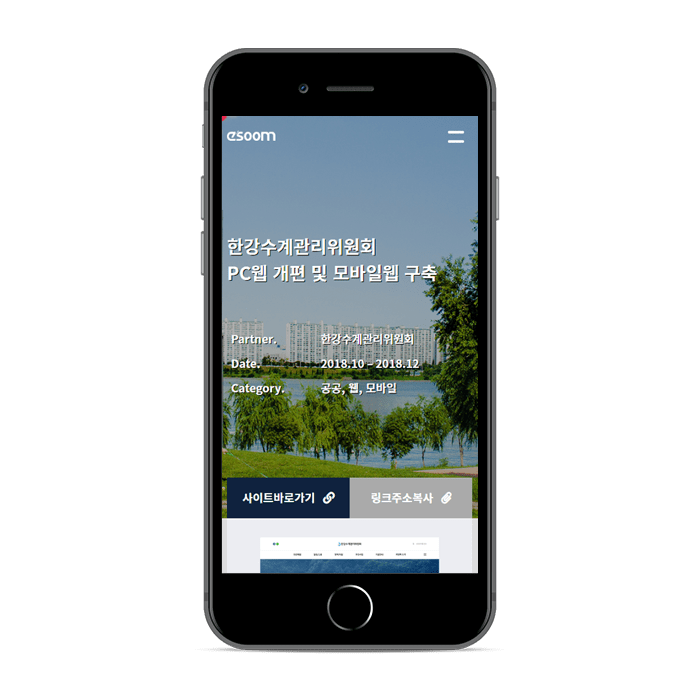 esoom
한강수계관리위원회
PC웹 개편 및 모바일웹 구축
Partner. 한강수계관리위원회
Date. 2018.10 – 2018.12
Category. 공공, 웹, 모바일
사이트바로가기 링크주소복사